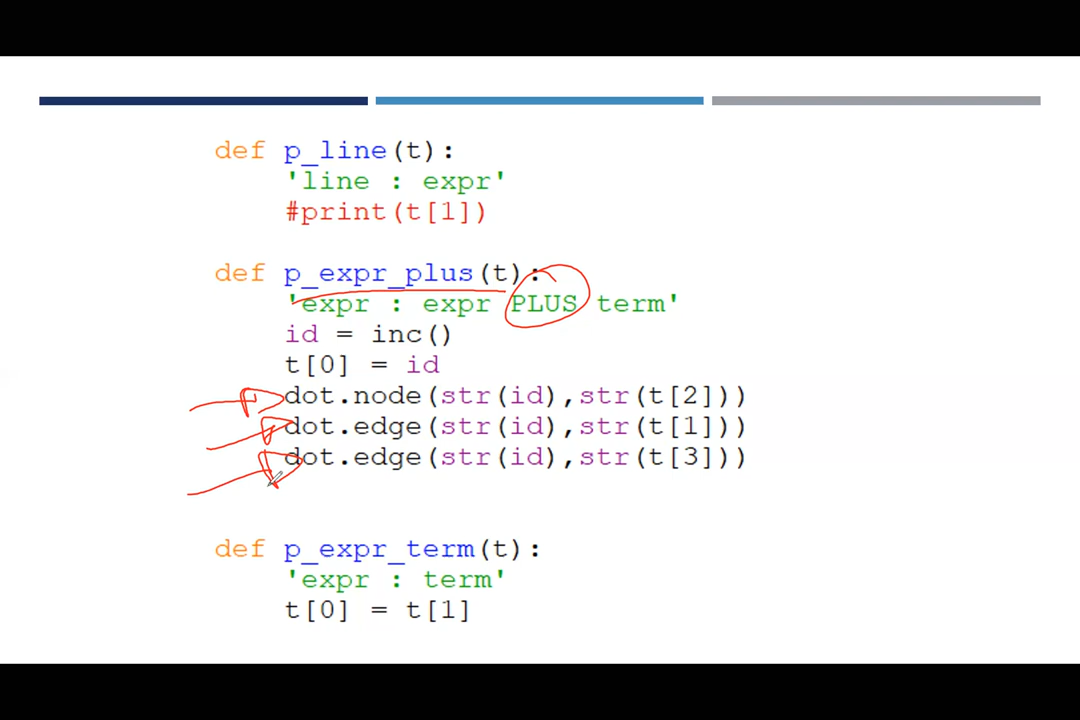 def p_line(t):
'line : expr'
#print(t[1])
def p_expr_plus(t):
'expr : expr PLUS term'
id = inc()
t[0] = id
dot.node(str(id),str(t[2]))
dot.edge(str(id),str(t[1]))
dot.edge(str(id),str(t[3]))
def p_expr_term(t):
'expr : term'
t[0] = t[1]